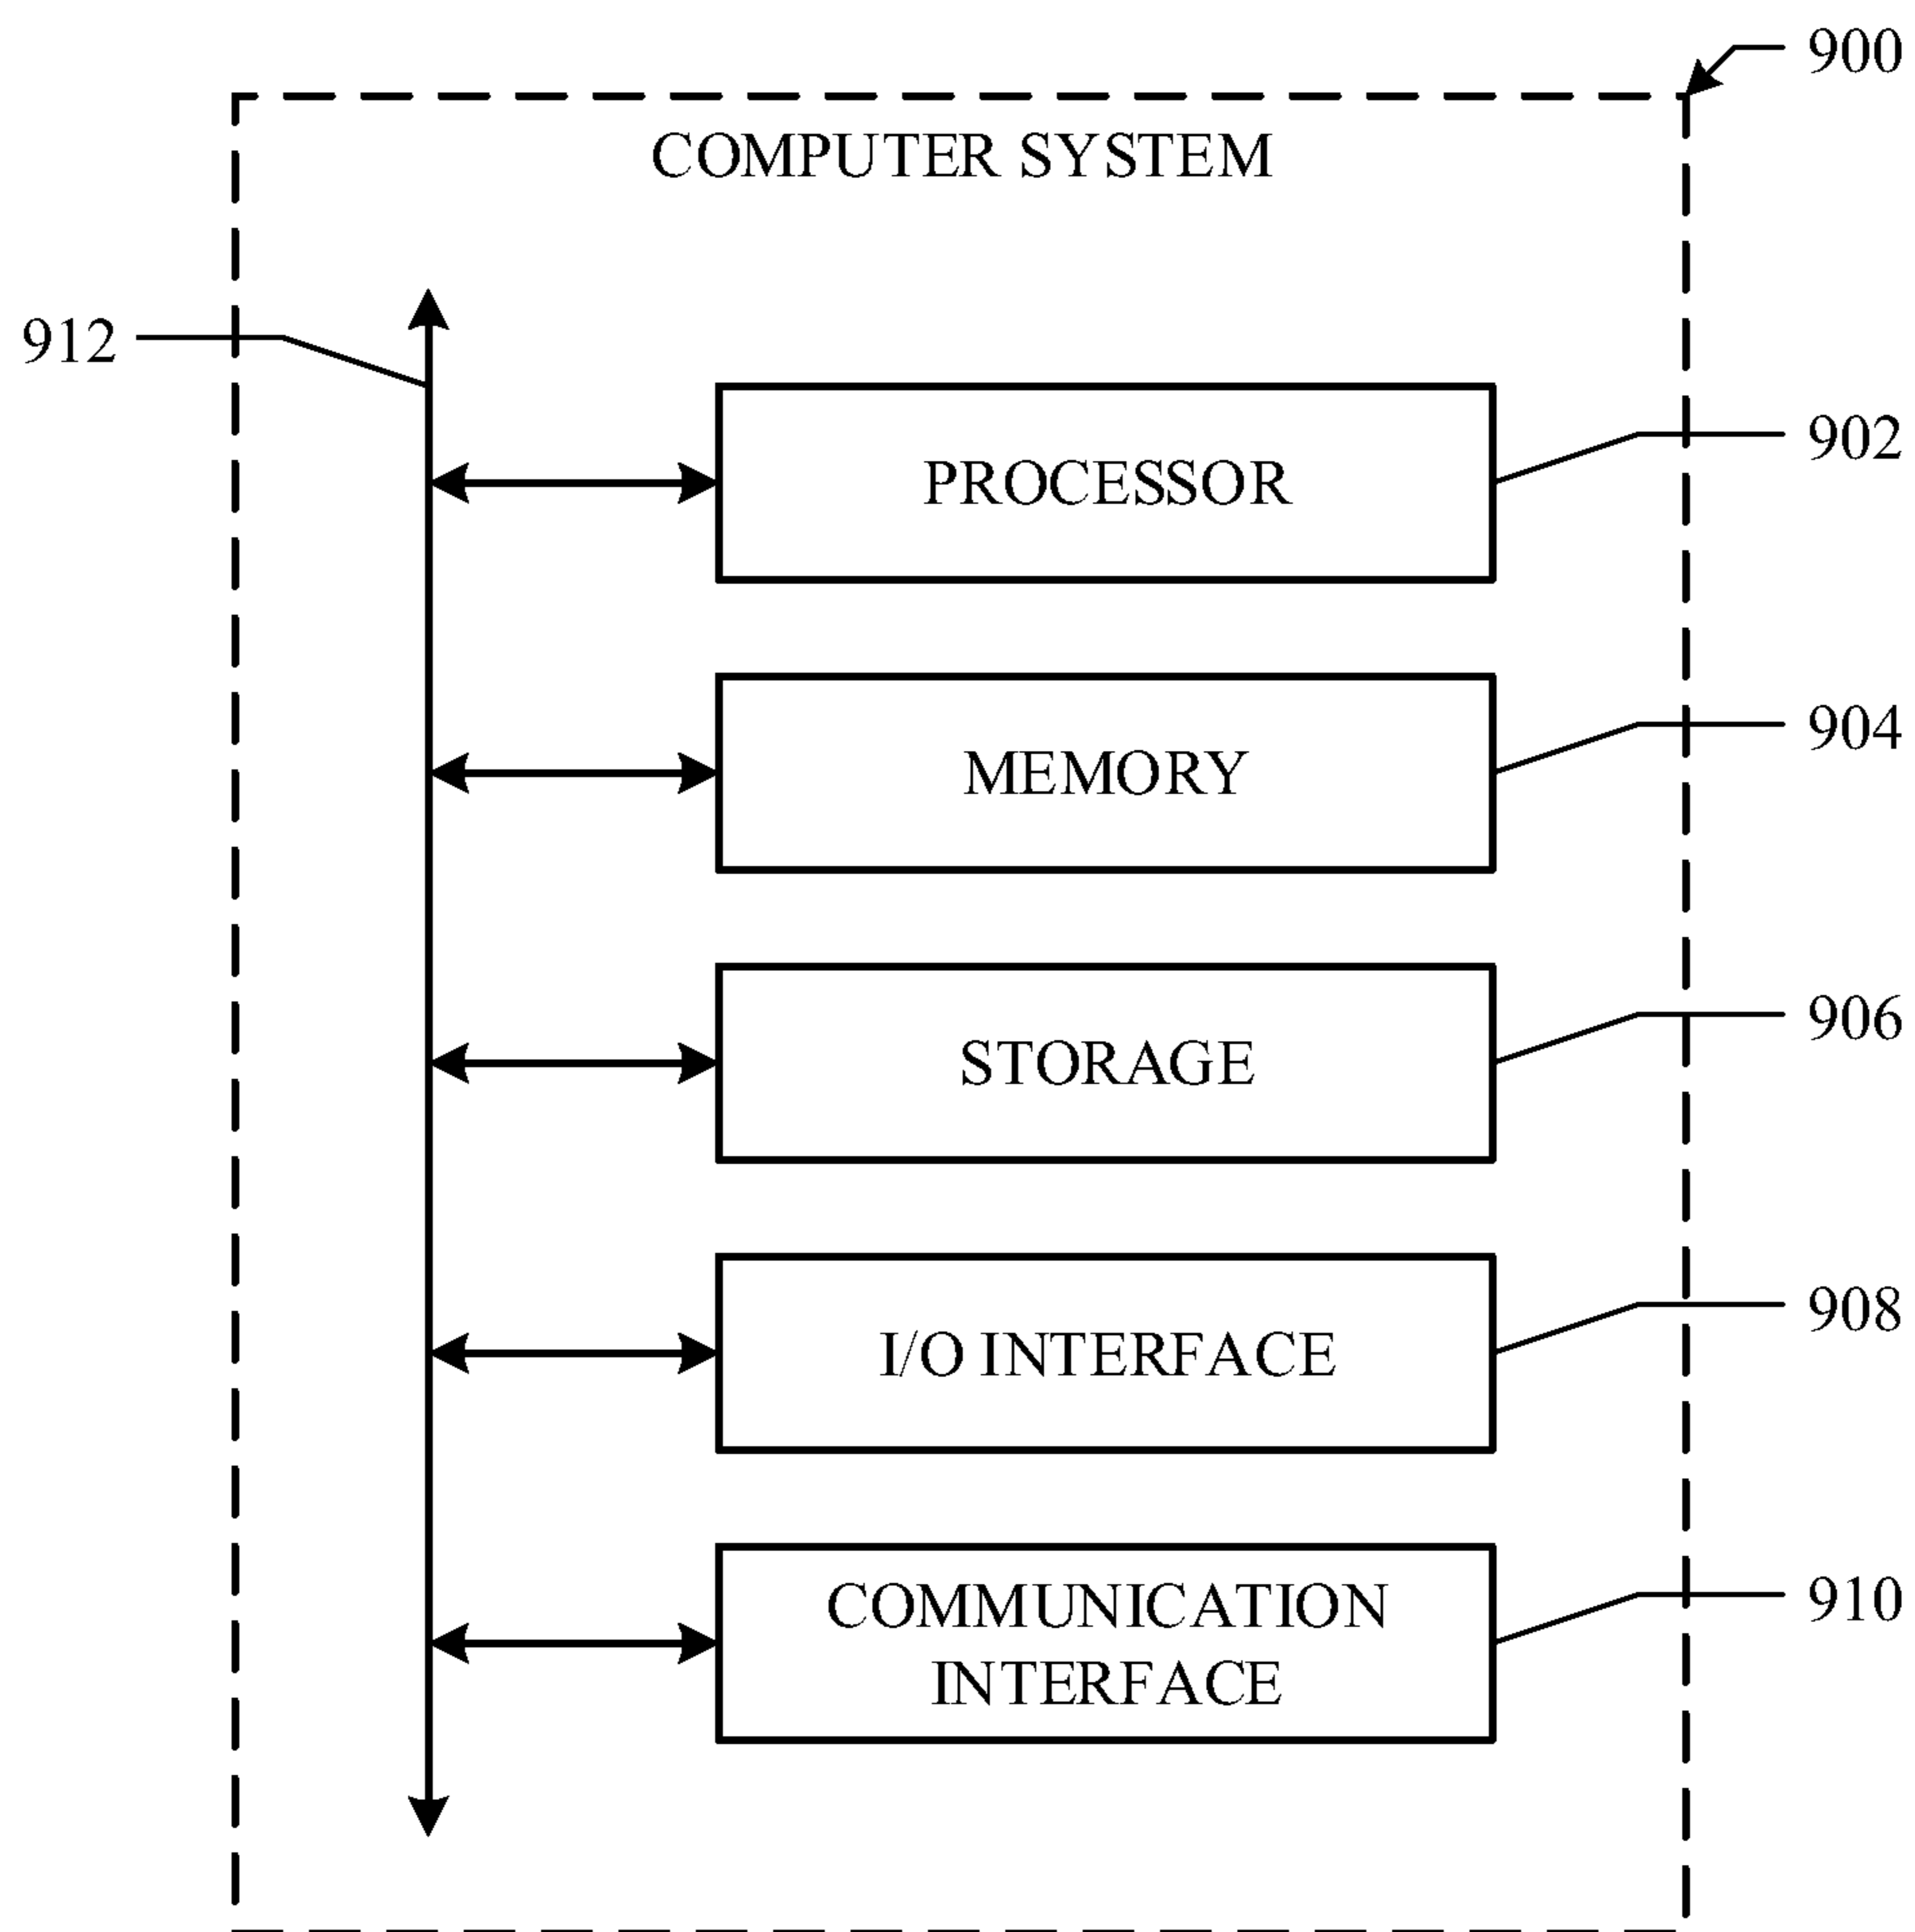 900
COMPUTER SYSTEM
912
PROCESSOR
902
MEMORY
904
STORAGE
906
I/O INTERFACE
908
COMMUNICATION
INTERFACE
910